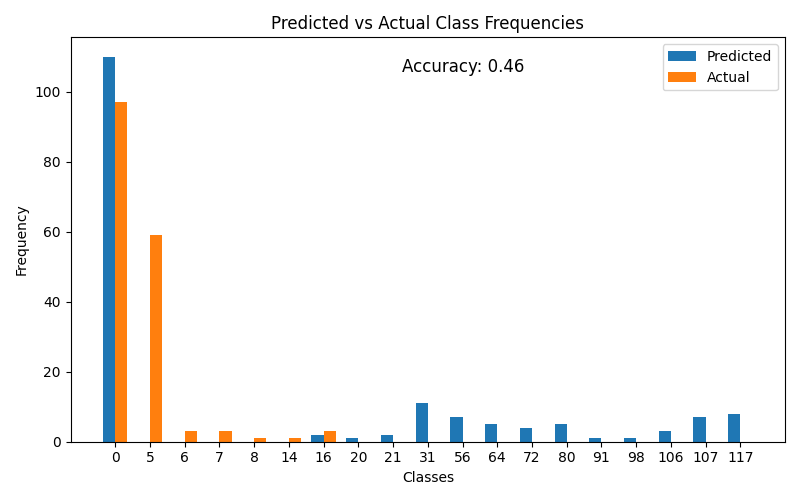 Predicted vs Actual Class Frequencies
Accuracy: 0.46
Predicted
Actual
Frequency
100
80
60
40
20
0
0 5 6 7 8 14 16 20 21 31 56 64 72 80 91 98 106 107 117
Classes